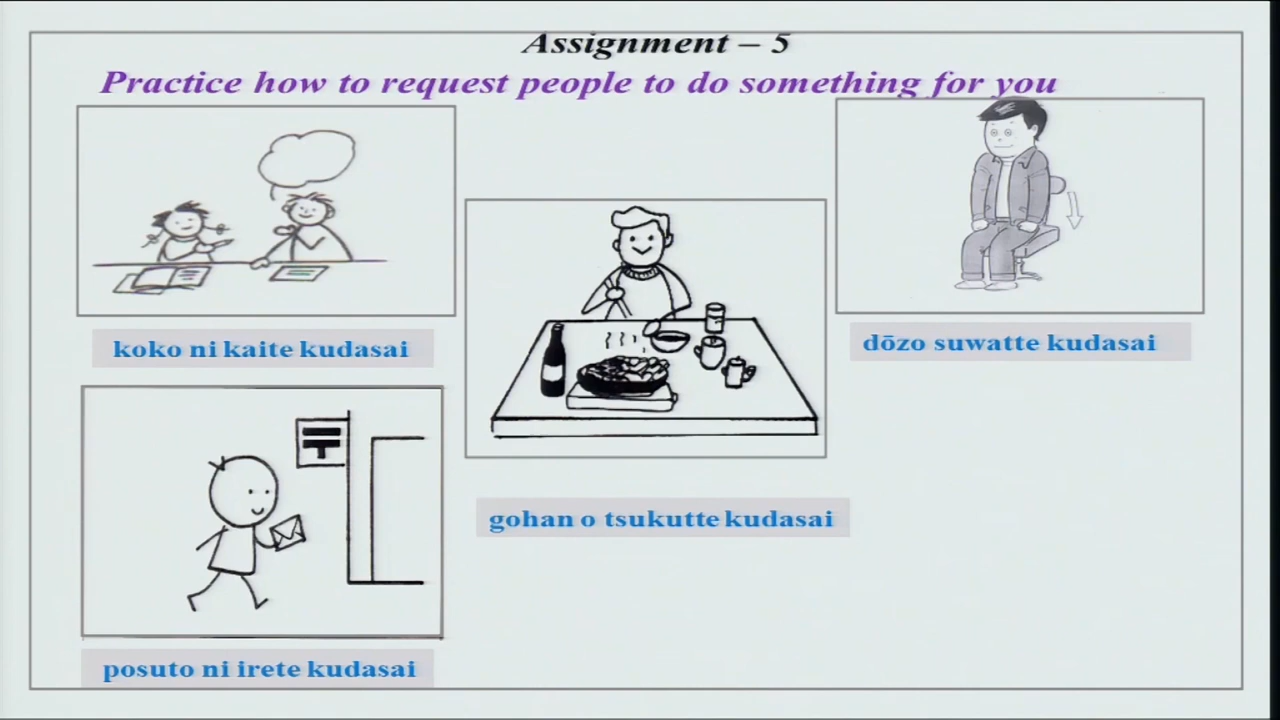 Assignment – 5
Practice how to request people to do something for you
koko ni kaite kudasai
dōzo suwatte kudasai
gohan o tsukutte kudasai
posuto ni irete kudasai